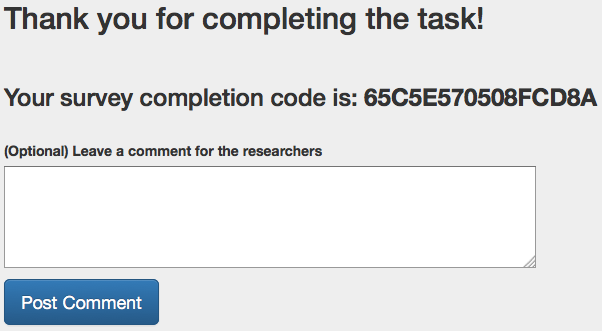 Thank you for completing the task!
Your survey completion code is: 65C5E570508FCD8A
(Optional) Leave a comment for the researchers
Post Comment